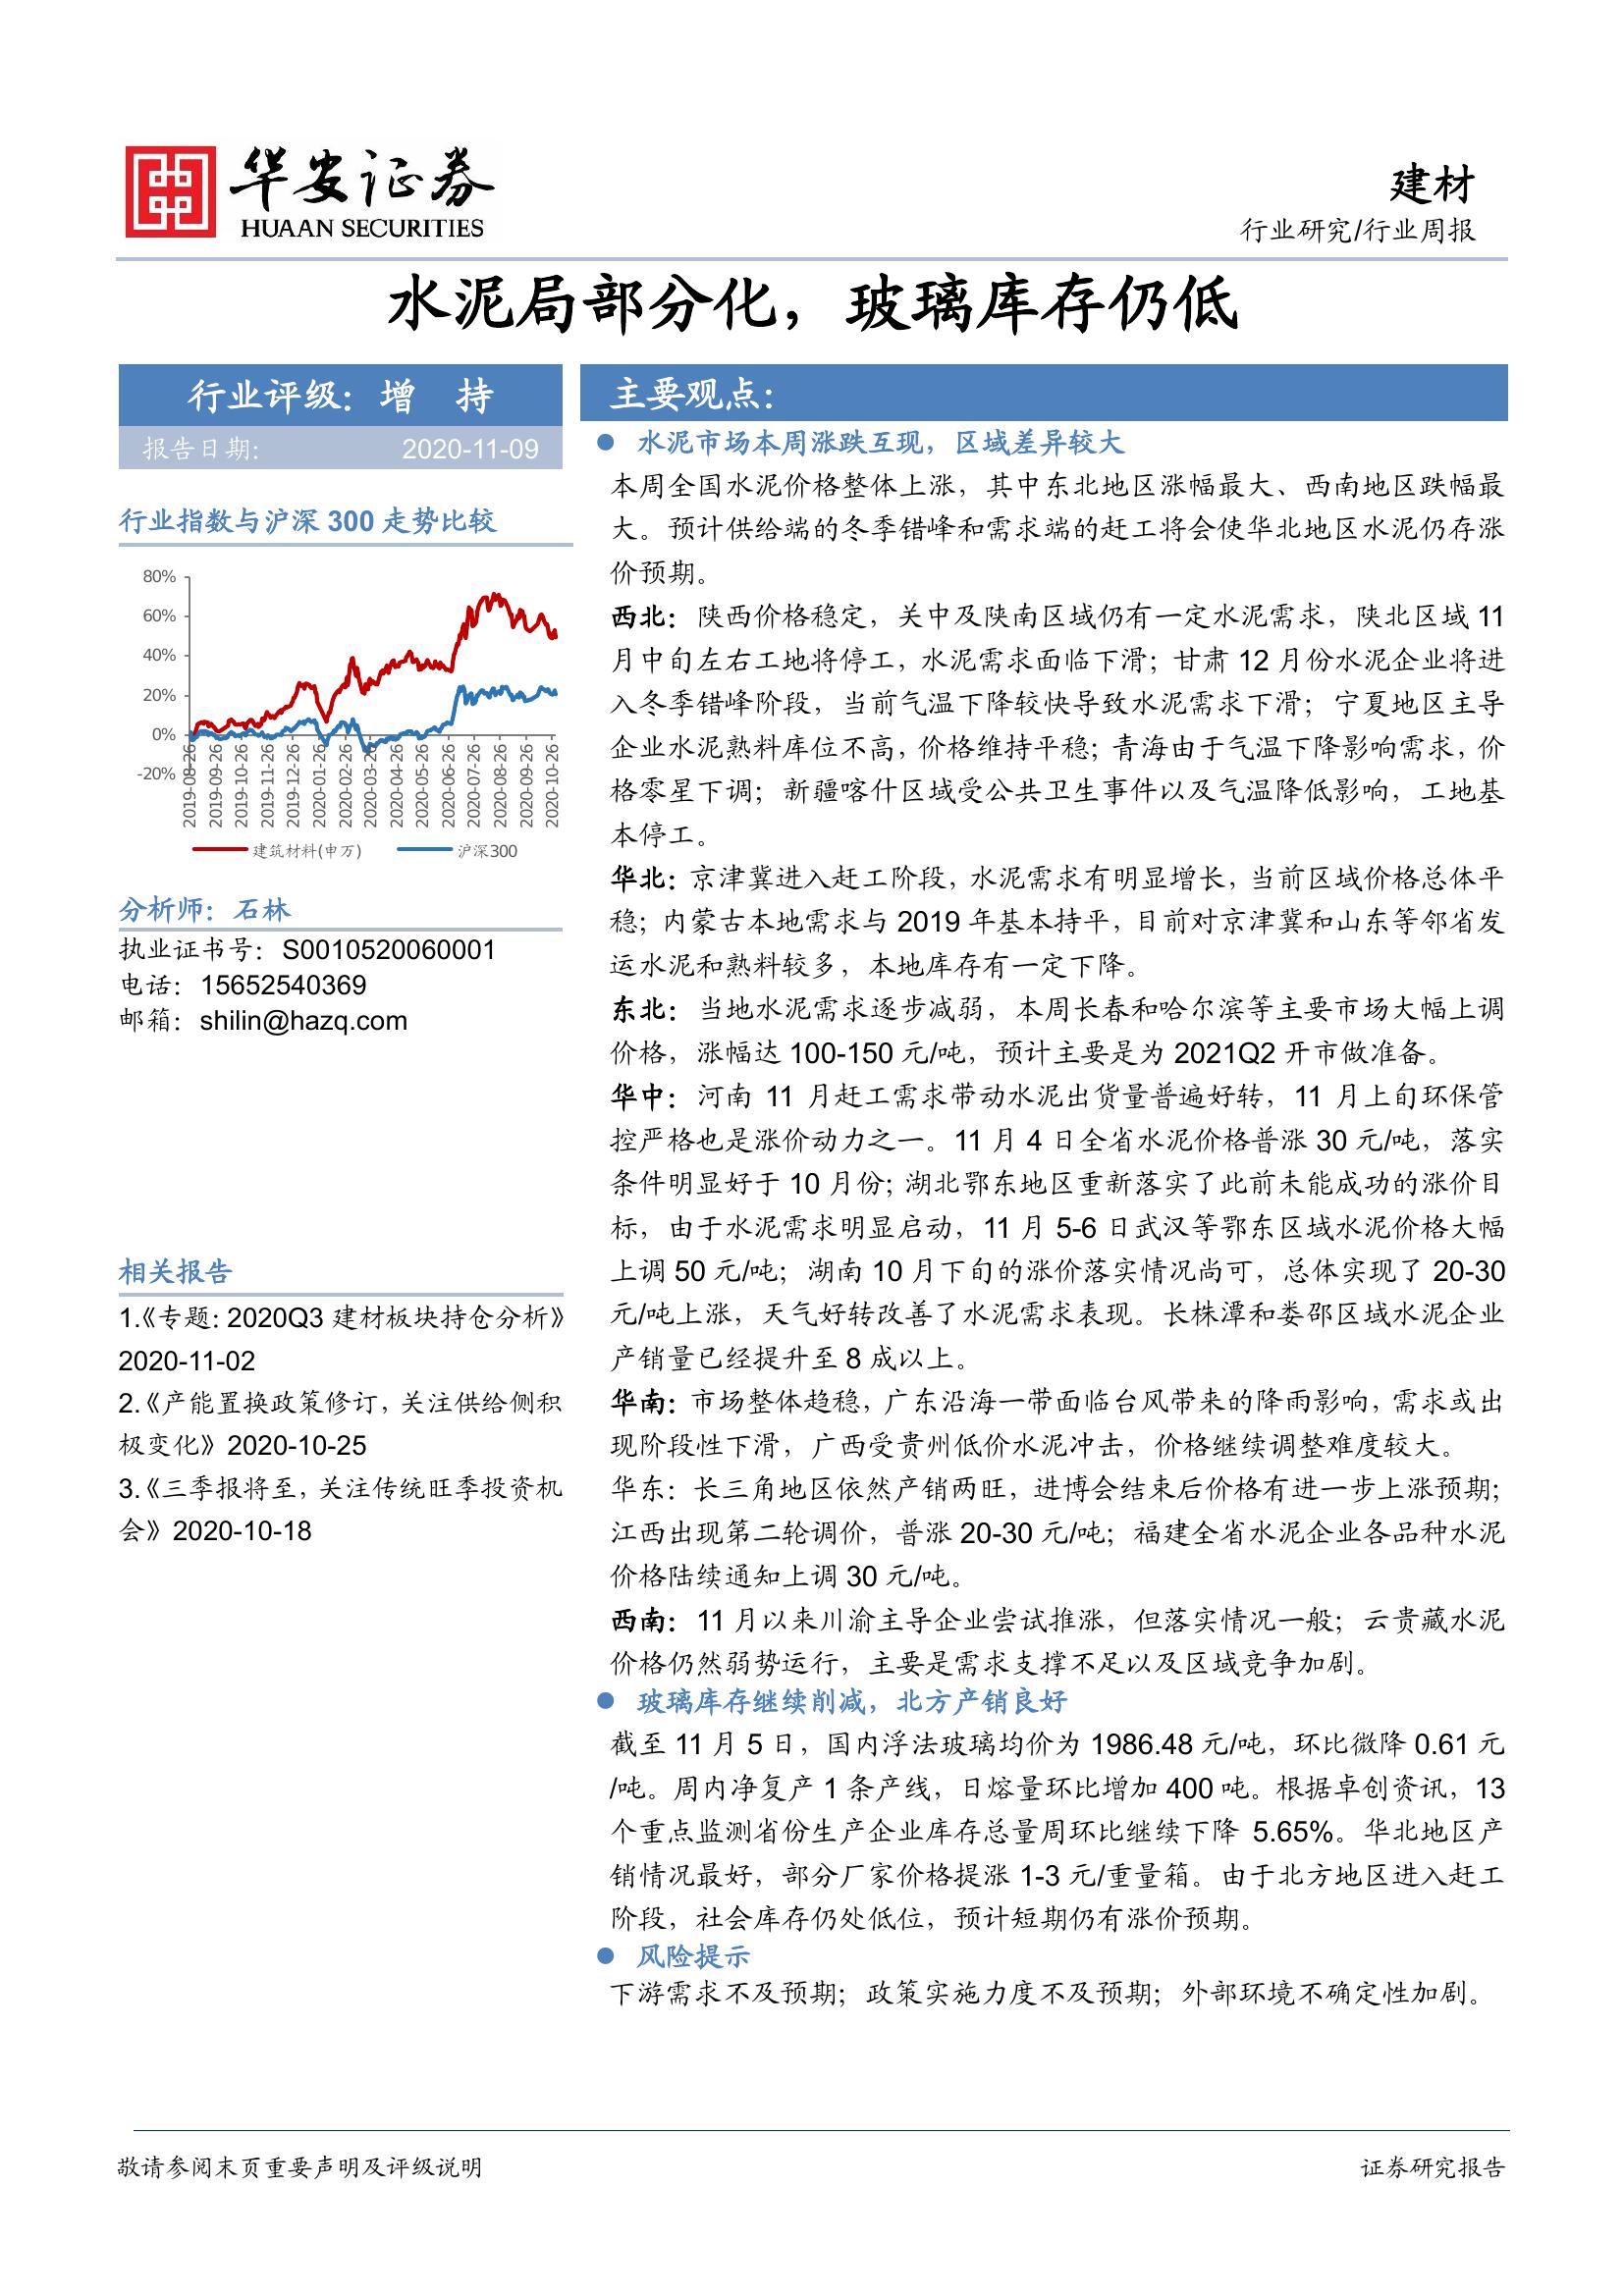 华安证券
HUAAN SECURITIES
建材
行业研究/行业周报
水泥局部分化，玻璃库存仍低
行业评级：增 持
报告日期： 2020-11-09
行业指数与沪深 300 走势比较
80%
60%
40%
20%
0%
-20%
2019-08-26
2019-09-26
2019-10-26
2019-11-26
2019-12-26
2020-01-26
2020-02-26
2020-03-26
2020-04-26
2020-05-26
2020-06-26
2020-07-26
2020-08-26
2020-09-26
2020-10-26
建筑材料(申万) 沪深300
分析师：石林
执业证书号：S0010520060001
电话：15652540369
邮箱：shilin@hazq.com
相关报告
1.《专题：2020Q3 建材板块持仓分析》
2020-11-02
2.《产能置换政策修订，关注供给侧积
极变化》2020-10-25
3.《三季报将至，关注传统旺季投资机
会》2020-10-18
主要观点：
● 水泥市场本周涨跌互现，区域差异较大
本周全国水泥价格整体上涨，其中东北地区涨幅最大、西南地区跌幅最
大。预计供给端的冬季错峰和需求端的赶工将会使华北地区水泥仍存涨
价预期。
西北：陕西价格稳定，关中及陕南区域仍有一定水泥需求，陕北区域 11
月中旬左右工地将停工，水泥需求面临下滑；甘肃 12 月份水泥企业将进
入冬季错峰阶段，当前气温下降较快导致水泥需求下滑；宁夏地区主导
企业水泥熟料库位不高，价格维持平稳；青海由于气温下降影响需求，价
格零星下调；新疆喀什区域受公共卫生事件以及气温降低影响，工地基
本停工。
华北：京津冀进入赶工阶段，水泥需求有明显增长，当前区域价格总体平
稳；内蒙古本地需求与 2019 年基本持平，目前对京津冀和山东等邻省发
运水泥和熟料较多，本地库存有一定下降。
东北：当地水泥需求逐步减弱，本周长春和哈尔滨等主要市场大幅上调
价格，涨幅达 100-150 元/吨，预计主要是为 2021Q2 开市做准备。
华中：河南 11 月赶工需求带动水泥出货量普遍好转，11 月上旬环保管
控严格也是涨价动力之一。11 月 4 日全省水泥价格普涨 30 元/吨，落实
条件明显好于 10 月份；湖北鄂东地区重新落实了此前未能成功的涨价目
标，由于水泥需求明显启动，11 月 5-6 日武汉等鄂东区域水泥价格大幅
上调 50 元/吨；湖南 10 月下旬的涨价落实情况尚可，总体实现了 20-30
元/吨上涨，天气好转改善了水泥需求表现。长株潭和娄邵区域水泥企业
产销量已经提升至 8 成以上。
华南：市场整体趋稳，广东沿海一带面临台风带来的降雨影响，需求或出
现阶段性下滑，广西受贵州低价水泥冲击，价格继续调整难度较大。
华东：长三角地区依然产销两旺，进博会结束后价格有进一步上涨预期；
江西出现第二轮调价，普涨 20-30 元/吨；福建全省水泥企业各品种水泥
价格陆续通知上调 30 元/吨。
西南：11 月以来川渝主导企业尝试推涨，但落实情况一般；云贵藏水泥
价格仍然弱势运行，主要是需求支撑不足以及区域竞争加剧。
● 玻璃库存继续削减，北方产销良好
截至 11 月 5 日，国内浮法玻璃均价为 1986.48 元/吨，环比微降 0.61 元
/吨。周内净复产 1 条产线，日熔量环比增加 400 吨。根据卓创资讯，13
个重点监测省份生产企业库存总量周环比继续下降 5.65%。华北地区产
销情况最好，部分厂家价格提涨 1-3 元/重量箱。由于北方地区进入赶工
阶段，社会库存仍处低位，预计短期仍有涨价预期。
● 风险提示
下游需求不及预期；政策实施力度不及预期；外部环境不确定性加剧。
敬请参阅末页重要声明及评级说明
证券研究报告